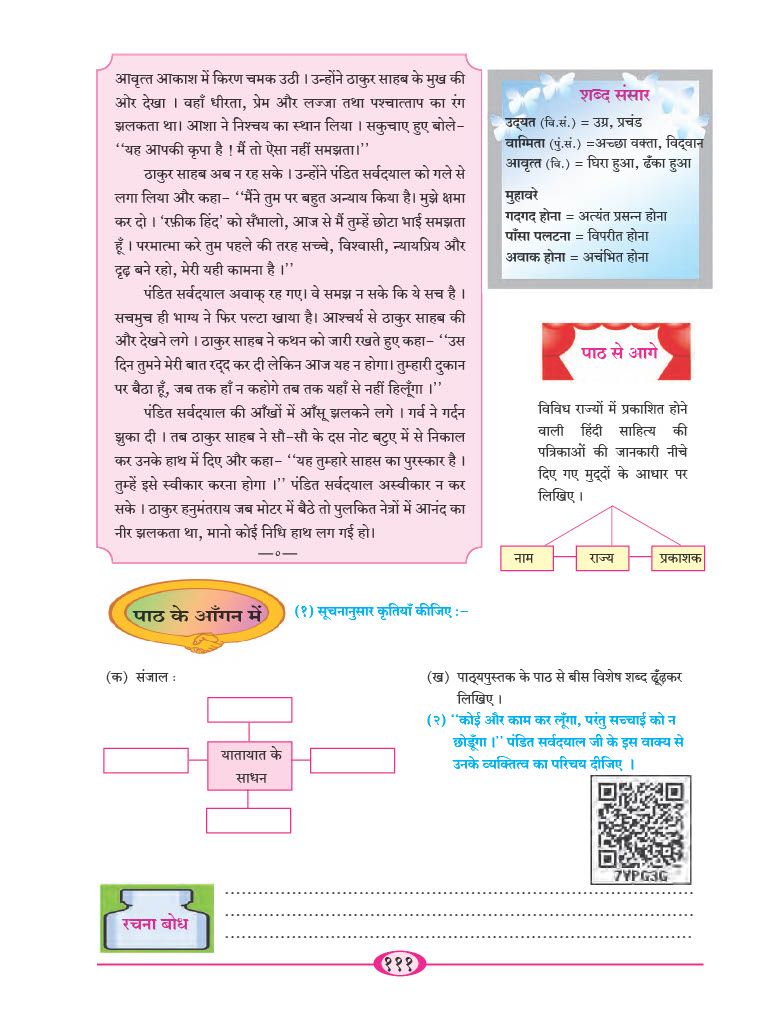 आवृत्त आकाश में किरण चमक उठी । उन्होंने ठाकुर साहब के मुख की
ओर देखा । वहाँ धीरता, प्रेम और लज्जा तथा पश्चात्ताप का रंग
झलकता था। आशा ने निश्चय का स्थान लिया । सकुचाए हुए बोले–
‘‘यह आपकी कृपा है ! मैं तो ऐसा नहीं समझता।’’
ठाकुर साहब अब न रह सके । उन्होंने पंडित सर्वदयाल को गले से
लगा लिया और कहा– ‘‘मैंने तुम पर बहुत अन्याय किया है। मुझे क्षमा
कर दो । ‘रफ़ीक हिंद’ को सँभालो, आज से मैं तुम्हें छोटा भाई समझता
हूँ । परमात्मा करे तुम पहले की तरह सच्चे, विश्वासी, न्यायप्रिय और
दृढ़ बने रहो, मेरी यही कामना है ।’’
पंडित सर्वदयाल अवाक् रह गए। वे समझ न सके कि ये सच है ।
सचमुच ही भाग्य ने फिर पल्टा खाया है। आश्चर्य से ठाकुर साहब की
और देखने लगे । ठाकुर साहब ने कथन को जारी रखते हुए कहा– ‘‘उस
दिन तुमने मेरी बात रद्द कर दी लेकिन आज यह न होगा। तुम्हारी दुकान
पर बैठा हूँ, जब तक हाँ न कहोगे तब तक यहाँ से नहीं हिलूँगा ।’’
पंडित सर्वदयाल की आँखों में आँसू झलकने लगे । गर्व ने गर्दन
झुका दी । तब ठाकुर साहब ने सौ–सौ के दस नोट बटुए में से निकाल
कर उनके हाथ में दिए और कहा– ‘‘यह तुम्हारे साहस का पुरस्कार है ।
तुम्हें इसे स्वीकार करना होगा ।’’ पंडित सर्वदयाल अस्वीकार न कर
सके । ठाकुर हनुमंतराय जब मोटर में बैठे तो पुलकित नेत्रों में आनंद का
नीर झलकता था, मानो कोई निधि हाथ लग गई हो।
—०—
शब्द संसार
उद्यत (वि.सं.) = उग्र, प्रचंड
वाग्मिता (पुं.सं.) =अच्छा वक्ता, विद्वान
आवृत्त (वि.) = घिरा हुआ, ढँका हुआ
मुहावरे
गदगद होना = अत्यंत प्रसन्न होना
पाँसा पलटना = विपरीत होना
अवाक होना = अचंभित होना
पाठ से आगे
विविध राज्यों में प्रकाशित होने
वाली हिंदी साहित्य की
पत्रिकाओं की जानकारी नीचे
दिए गए मुद्दों के आधार पर
लिखिए ।
नाम राज्य प्रकाशक
पाठ के आँगन में
(१) सूचनानुसार कृतियाँ कीजिए :–
(क) संजाल :
यातायात के
साधन
(ख) पाठ्यपुस्तक के पाठ से बीस विशेष शब्द ढूँढ़कर
लिखिए ।
(२) ‘‘कोई और काम कर लूँगा, परंतु सच्चाई को न
छोडूँगा ।’’ पंडित सर्वदयाल जी के इस वाक्य से
उनके व्यक्तित्व का परिचय दीजिए ।
7YPG3G
रचना बोध
१११